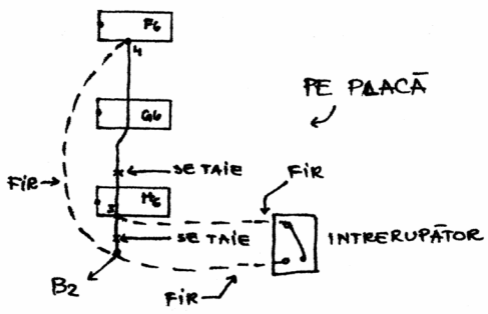 F6
4
PE PLACĂ
G6
SE TAIE
FIR
FIR
H6
3
SE TAIE
INTRERUPĂTOR
B2
FIR